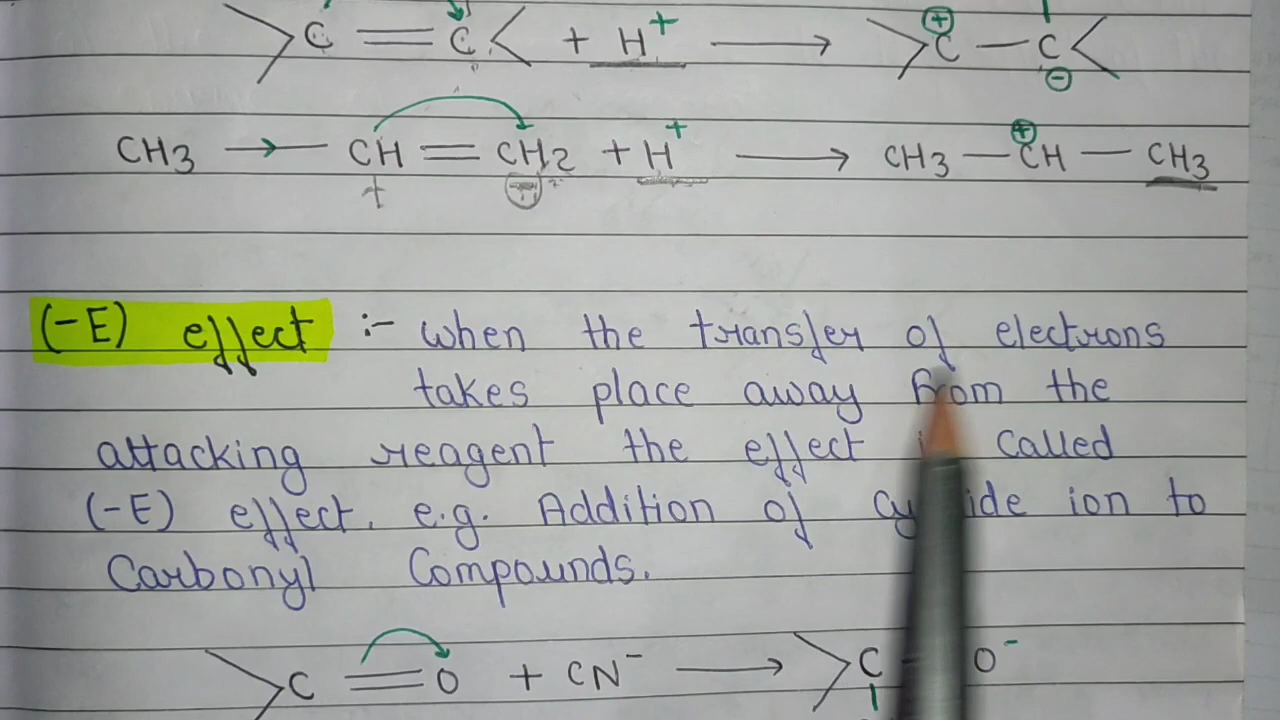 C = C + H⁺ ⟶ ⊕C – C⊖
CH3 → CH = CH2 + H⁺ ⟶ CH3 – ⊕CH – CH3
+ ⊖
(-E) effect :- when the transfer of electrons
takes place away from the
attacking reagent the effect called
(-E) effect. e.g. Addition of ion to
Carbonyl Compounds.
C = O + CN⁻ ⟶ C O⁻